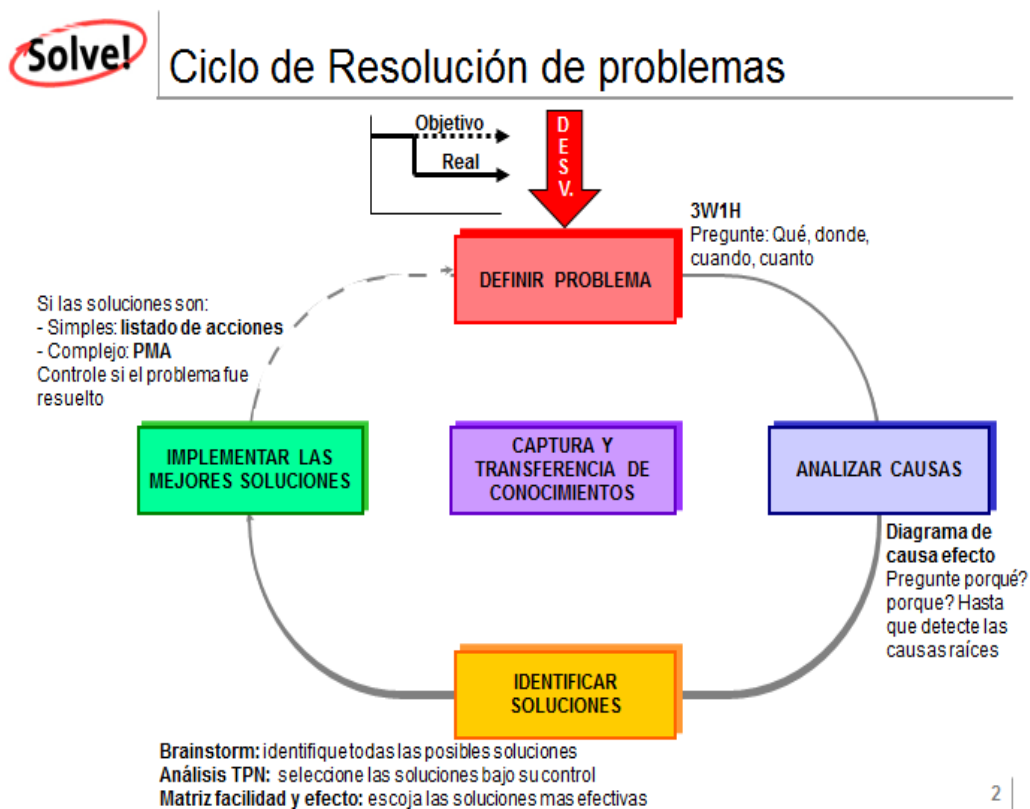 Solve!
Ciclo de Resolución de problemas
Objetivo
Real
D
E
S
V.
3W1H
Pregunte: Qué, donde,
cuando, cuanto
DEFINIR PROBLEMA
Si las soluciones son:
- Simples: listado de acciones
- Complejo: PMA
Controle si el problema fue
resuelto
IMPLEMENTAR LAS
MEJORES SOLUCIONES
CAPTURA Y
TRANSFERENCIA DE
CONOCIMIENTOS
ANALIZAR CAUSAS
Diagrama de
causa efecto
Pregunte porqué?
porque? Hasta
que detecte las
causas raíces
IDENTIFICAR
SOLUCIONES
Brainstorm: identifique todas las posibles soluciones
Análisis TPN: seleccione las soluciones bajo su control
Matriz facilidad y efecto: escoja las soluciones mas efectivas
2